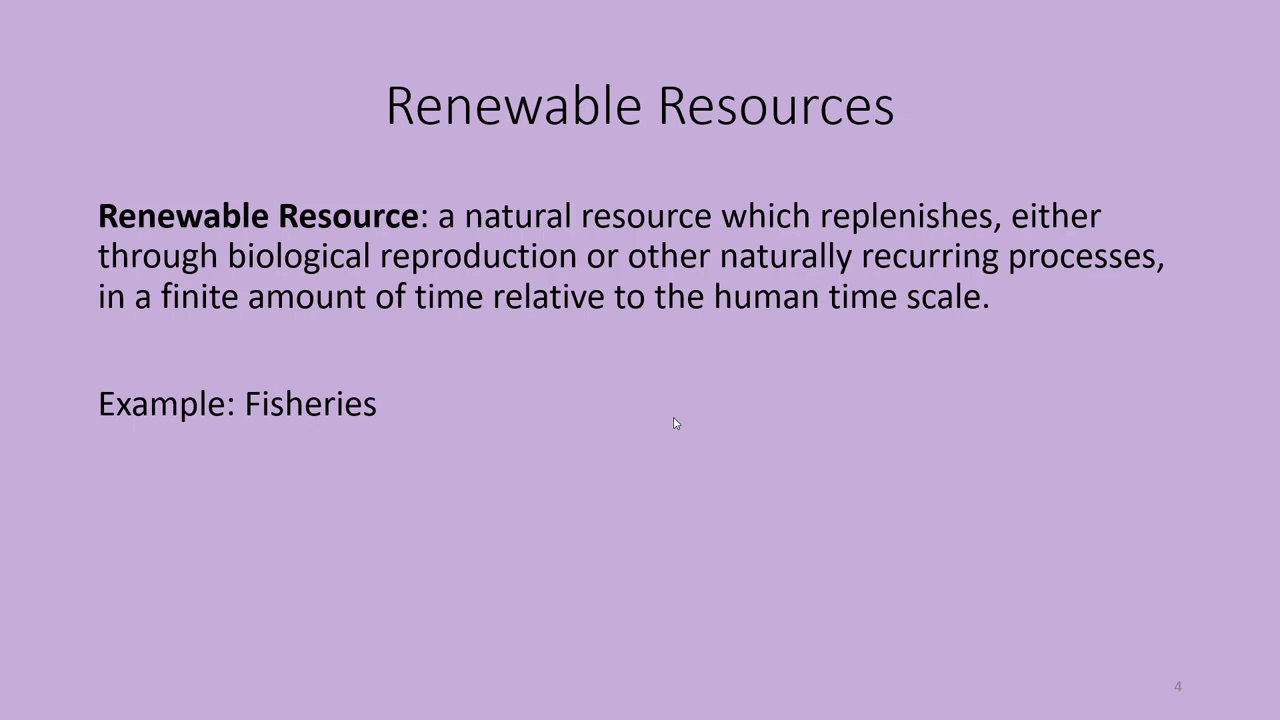 Renewable Resources
Renewable Resource: a natural resource which replenishes, either
through biological reproduction or other naturally recurring processes,
in a finite amount of time relative to the human time scale.
Example: Fisheries
4